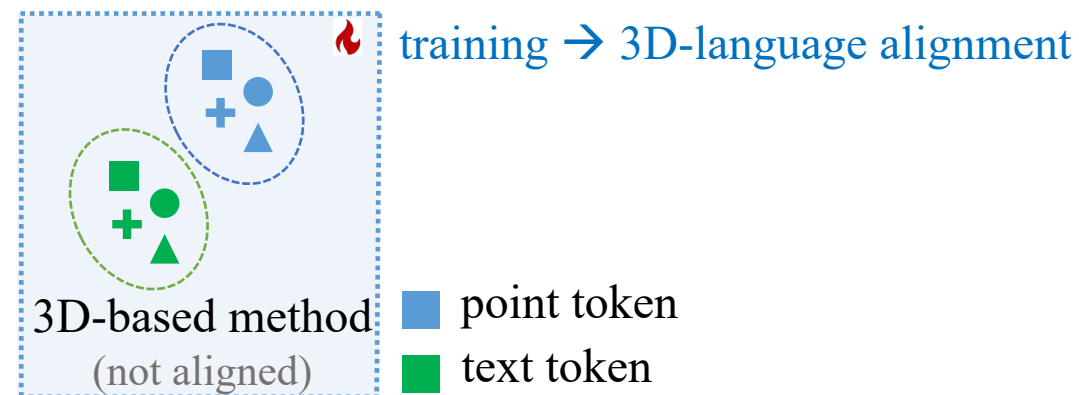 training → 3D-language alignment
3D-based method
(not aligned)
point token
text token